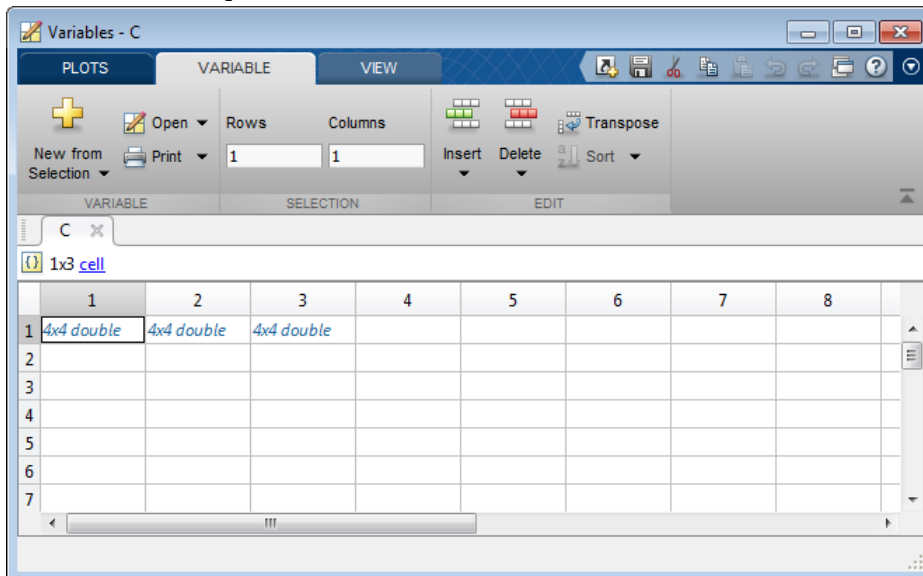 Variables - C
PLOTS VARIABLE VIEW
Open Rows Columns Transpose
New from Selection Print 1 1 Insert Delete Sort
VARIABLE SELECTION EDIT
C
{} 1x3 cell
1 2 3 4 5 6 7 8
1 4x4 double 4x4 double 4x4 double
2
3
4
5
6
7